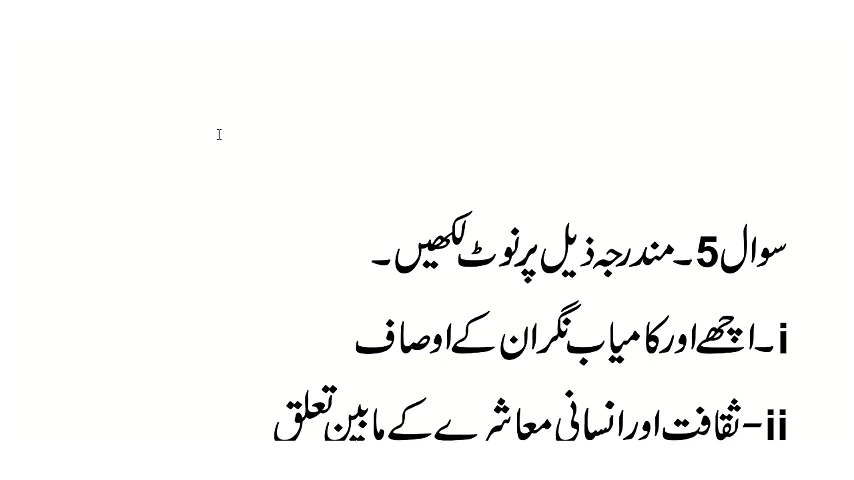 سوال 5۔مندرجہ ذیل پر نوٹ لکھیں۔
i۔اچھے اور کامیاب نگران کے اوصاف
ii-ثقافت اور انسانی معاشرے کے مابین تعلق